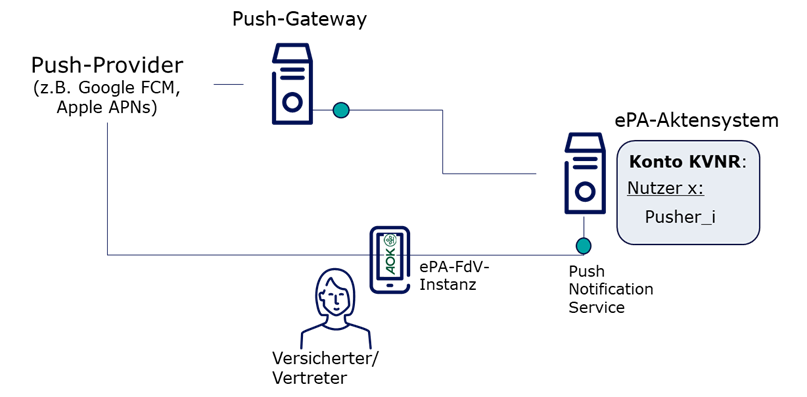 Push-Gateway
Push-Provider
(z.B. Google FCM,
Apple APNs)
ePA-Aktensystem
Konto KVNR:
Nutzer x:
Pusher_i
AOK
ePA-FdV-
Instanz
Push
Notification
Service
Versicherter/
Vertreter